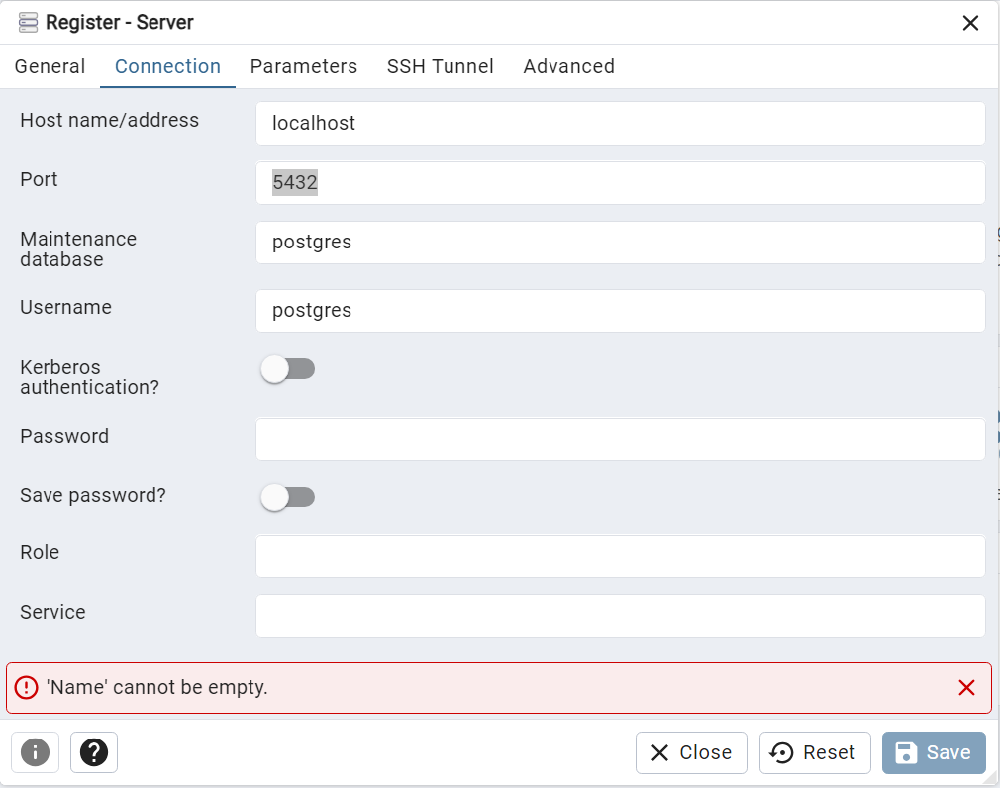 Register - Server
General Connection Parameters SSH Tunnel Advanced
Host name/address localhost
Port 5432
Maintenance
database
postgres
Username postgres
Kerberos
authentication?
Password
Save password?
Role
Service
'Name' cannot be empty.
Close Reset Save